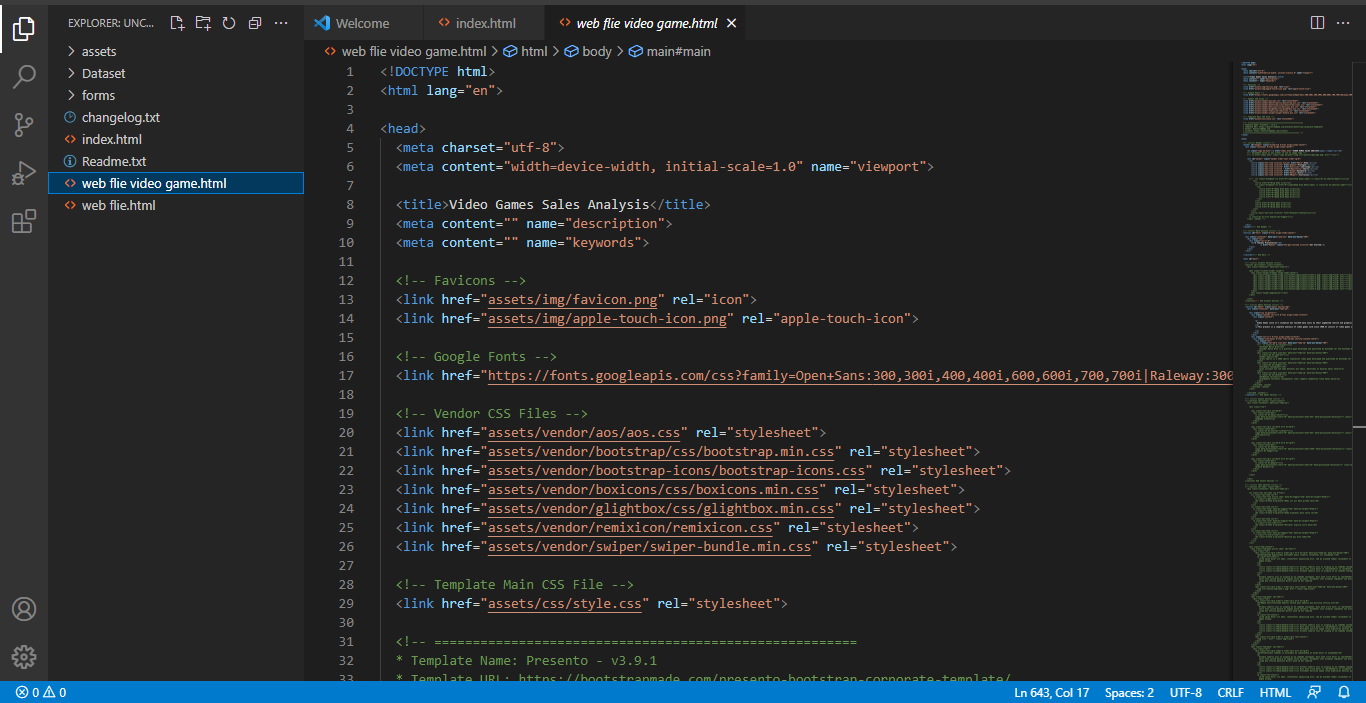 EXPLORER: UNC...
assets
Dataset
forms
changelog.txt
index.html
Readme.txt
web flie video game.html
web flie.html
Welcome
index.html
web flie video game.html
web flie video game.html > html > body > main#main
1 <!DOCTYPE html>
2 <html lang="en">
3
4 <head>
5 <meta charset="utf-8">
6 <meta content="width=device-width, initial-scale=1.0" name="viewport">
7
8 <title>Video Games Sales Analysis</title>
9 <meta content="" name="description">
10 <meta content="" name="keywords">
11
12 <!-- Favicons -->
13 <link href="assets/img/favicon.png" rel="icon">
14 <link href="assets/img/apple-touch-icon.png" rel="apple-touch-icon">
15
16 <!-- Google Fonts -->
17 <link href="https://fonts.googleapis.com/css?family=Open+Sans:300,300i,400,400i,600,600i,700,700i|Raleway:300
18
19 <!-- Vendor CSS Files -->
20 <link href="assets/vendor/aos/aos.css" rel="stylesheet">
21 <link href="assets/vendor/bootstrap/css/bootstrap.min.css" rel="stylesheet">
22 <link href="assets/vendor/bootstrap-icons/bootstrap-icons.css" rel="stylesheet">
23 <link href="assets/vendor/boxicons/css/boxicons.min.css" rel="stylesheet">
24 <link href="assets/vendor/glightbox/css/glightbox.min.css" rel="stylesheet">
25 <link href="assets/vendor/remixicon/remixicon.css" rel="stylesheet">
26 <link href="assets/vendor/swiper/swiper-bundle.min.css" rel="stylesheet">
27
28 <!-- Template Main CSS File -->
29 <link href="assets/css/style.css" rel="stylesheet">
30
31 <!-- =======================================================
32 * Template Name: Presento - v3.9.1
33 * Template URL: https://bootstrapmade.com/presento-bootstrap-corporate-template/
0 0
Ln 643, Col 17 Spaces: 2 UTF-8 CRLF HTML